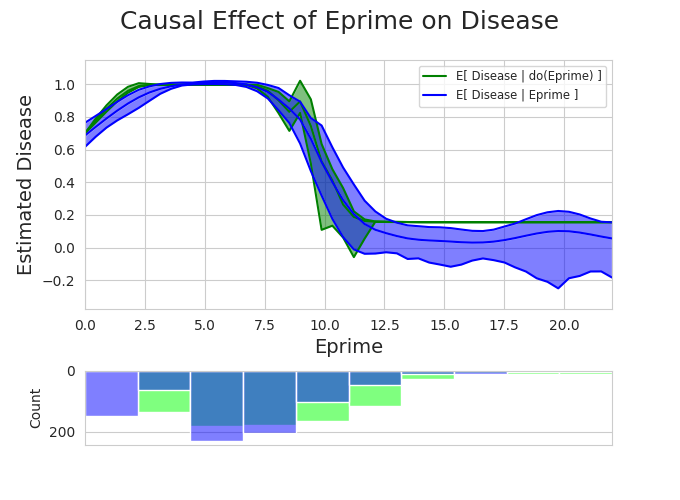 Causal Effect of Eprime on Disease
E[ Disease | do(Eprime) ]
E[ Disease | Eprime ]
Estimated Disease
1.0
0.8
0.6
0.4
0.2
0.0
−0.2
0.0 2.5 5.0 7.5 10.0 12.5 15.0 17.5 20.0
Eprime
Count
0
200